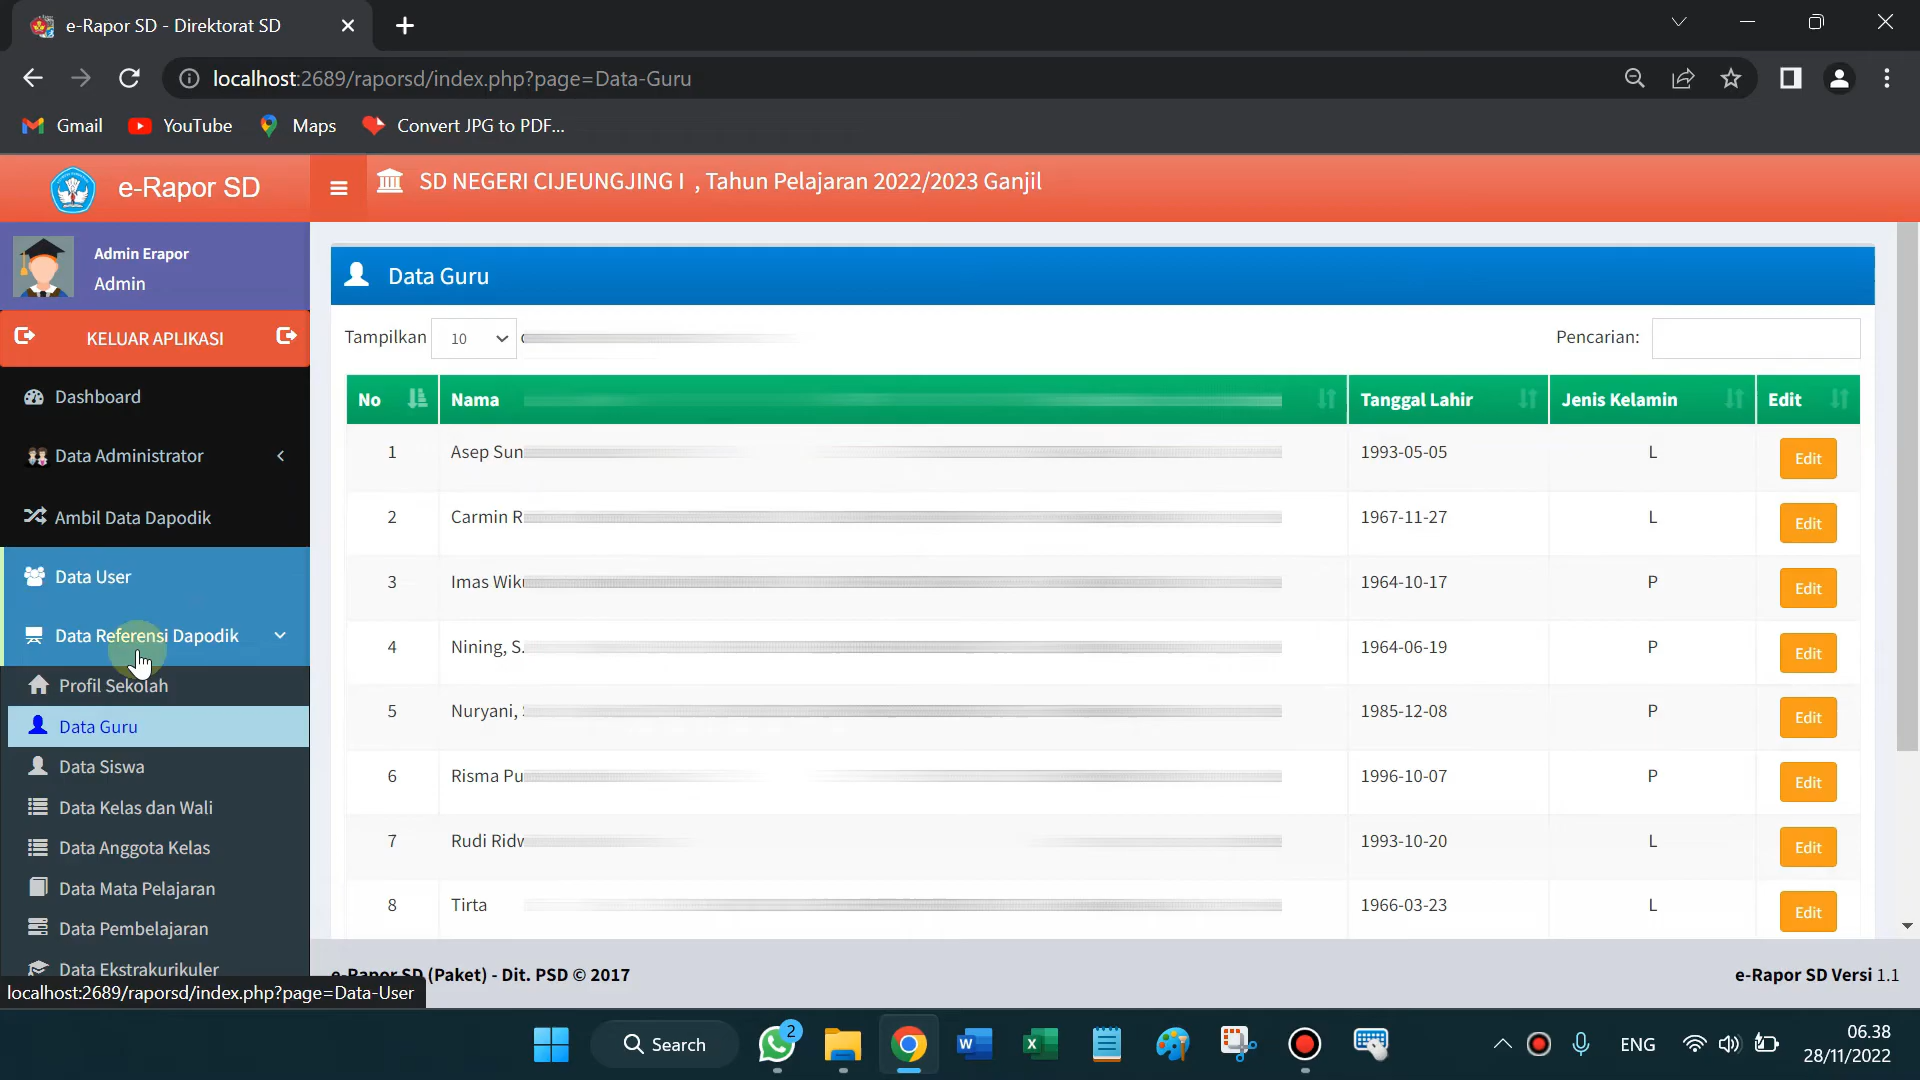 e-Rapor SD - Direktorat SD
localhost:2689/raporsd/index.php?page=Data-Guru
Gmail
YouTube
Maps
Convert JPG to PDF...
e-Rapor SD
SD NEGERI CIJEUNGJING I , Tahun Pelajaran 2022/2023 Ganjil
Admin Erapor
Admin
KELUAR APLIKASI
Dashboard
Data Administrator
Ambil Data Dapodik
Data User
Data Referensi Dapodik
Profil Sekolah
Data Guru
Data Siswa
Data Kelas dan Wali
Data Anggota Kelas
Data Mata Pelajaran
Data Pembelajaran
Data Ekstrakurikuler
localhost:2689/raporsd/index.php?page=Data-User
Data Guru
Tampilkan 10
Pencarian:
No Nama Tanggal Lahir Jenis Kelamin Edit
1 Asep Sun 1993-05-05 L Edit
2 Carmin R 1967-11-27 L Edit
3 Imas 1964-10-17 P Edit
4 Nining, S. 1964-06-19 P Edit
5 Nuryani, 1985-12-08 P Edit
6 Risma Pu 1996-10-07 P Edit
7 Rudi 1993-10-20 L Edit
8 Tirta 1966-03-23 L Edit
e-Rapor SD (Paket) - Dit. PSD © 2017
e-Rapor SD Versi 1.1
Search
2
ENG
06.38
28/11/2022